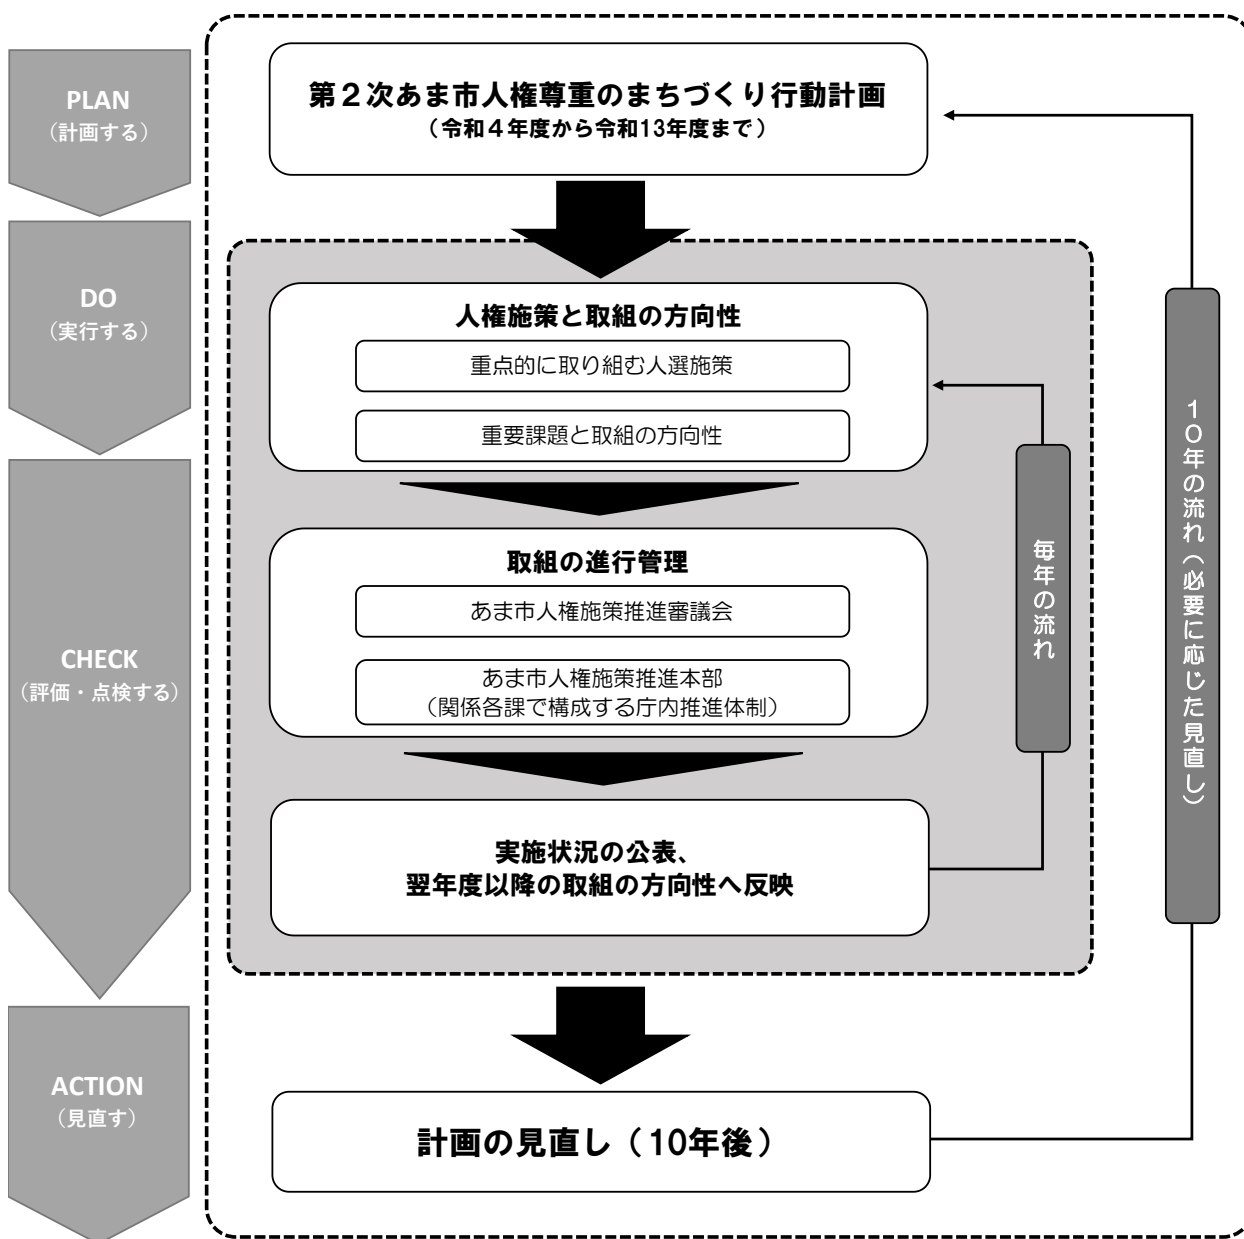 PLAN
（計画する）
第２次あま市人権尊重のまちづくり行動計画
（令和４年度から令和13年度まで）
DO
（実行する）
人権施策と取組の方向性
重点的に取り組む人選施策
重要課題と取組の方向性
CHECK
（評価・点検する）
取組の進行管理
あま市人権施策推進審議会
あま市人権施策推進本部
（関係各課で構成する庁内推進体制）
実施状況の公表、
翌年度以降の取組の方向性へ反映
毎年の流れ
１０年の流れ（必要に応じた見直し）
ACTION
（見直す）
計画の見直し（10年後）